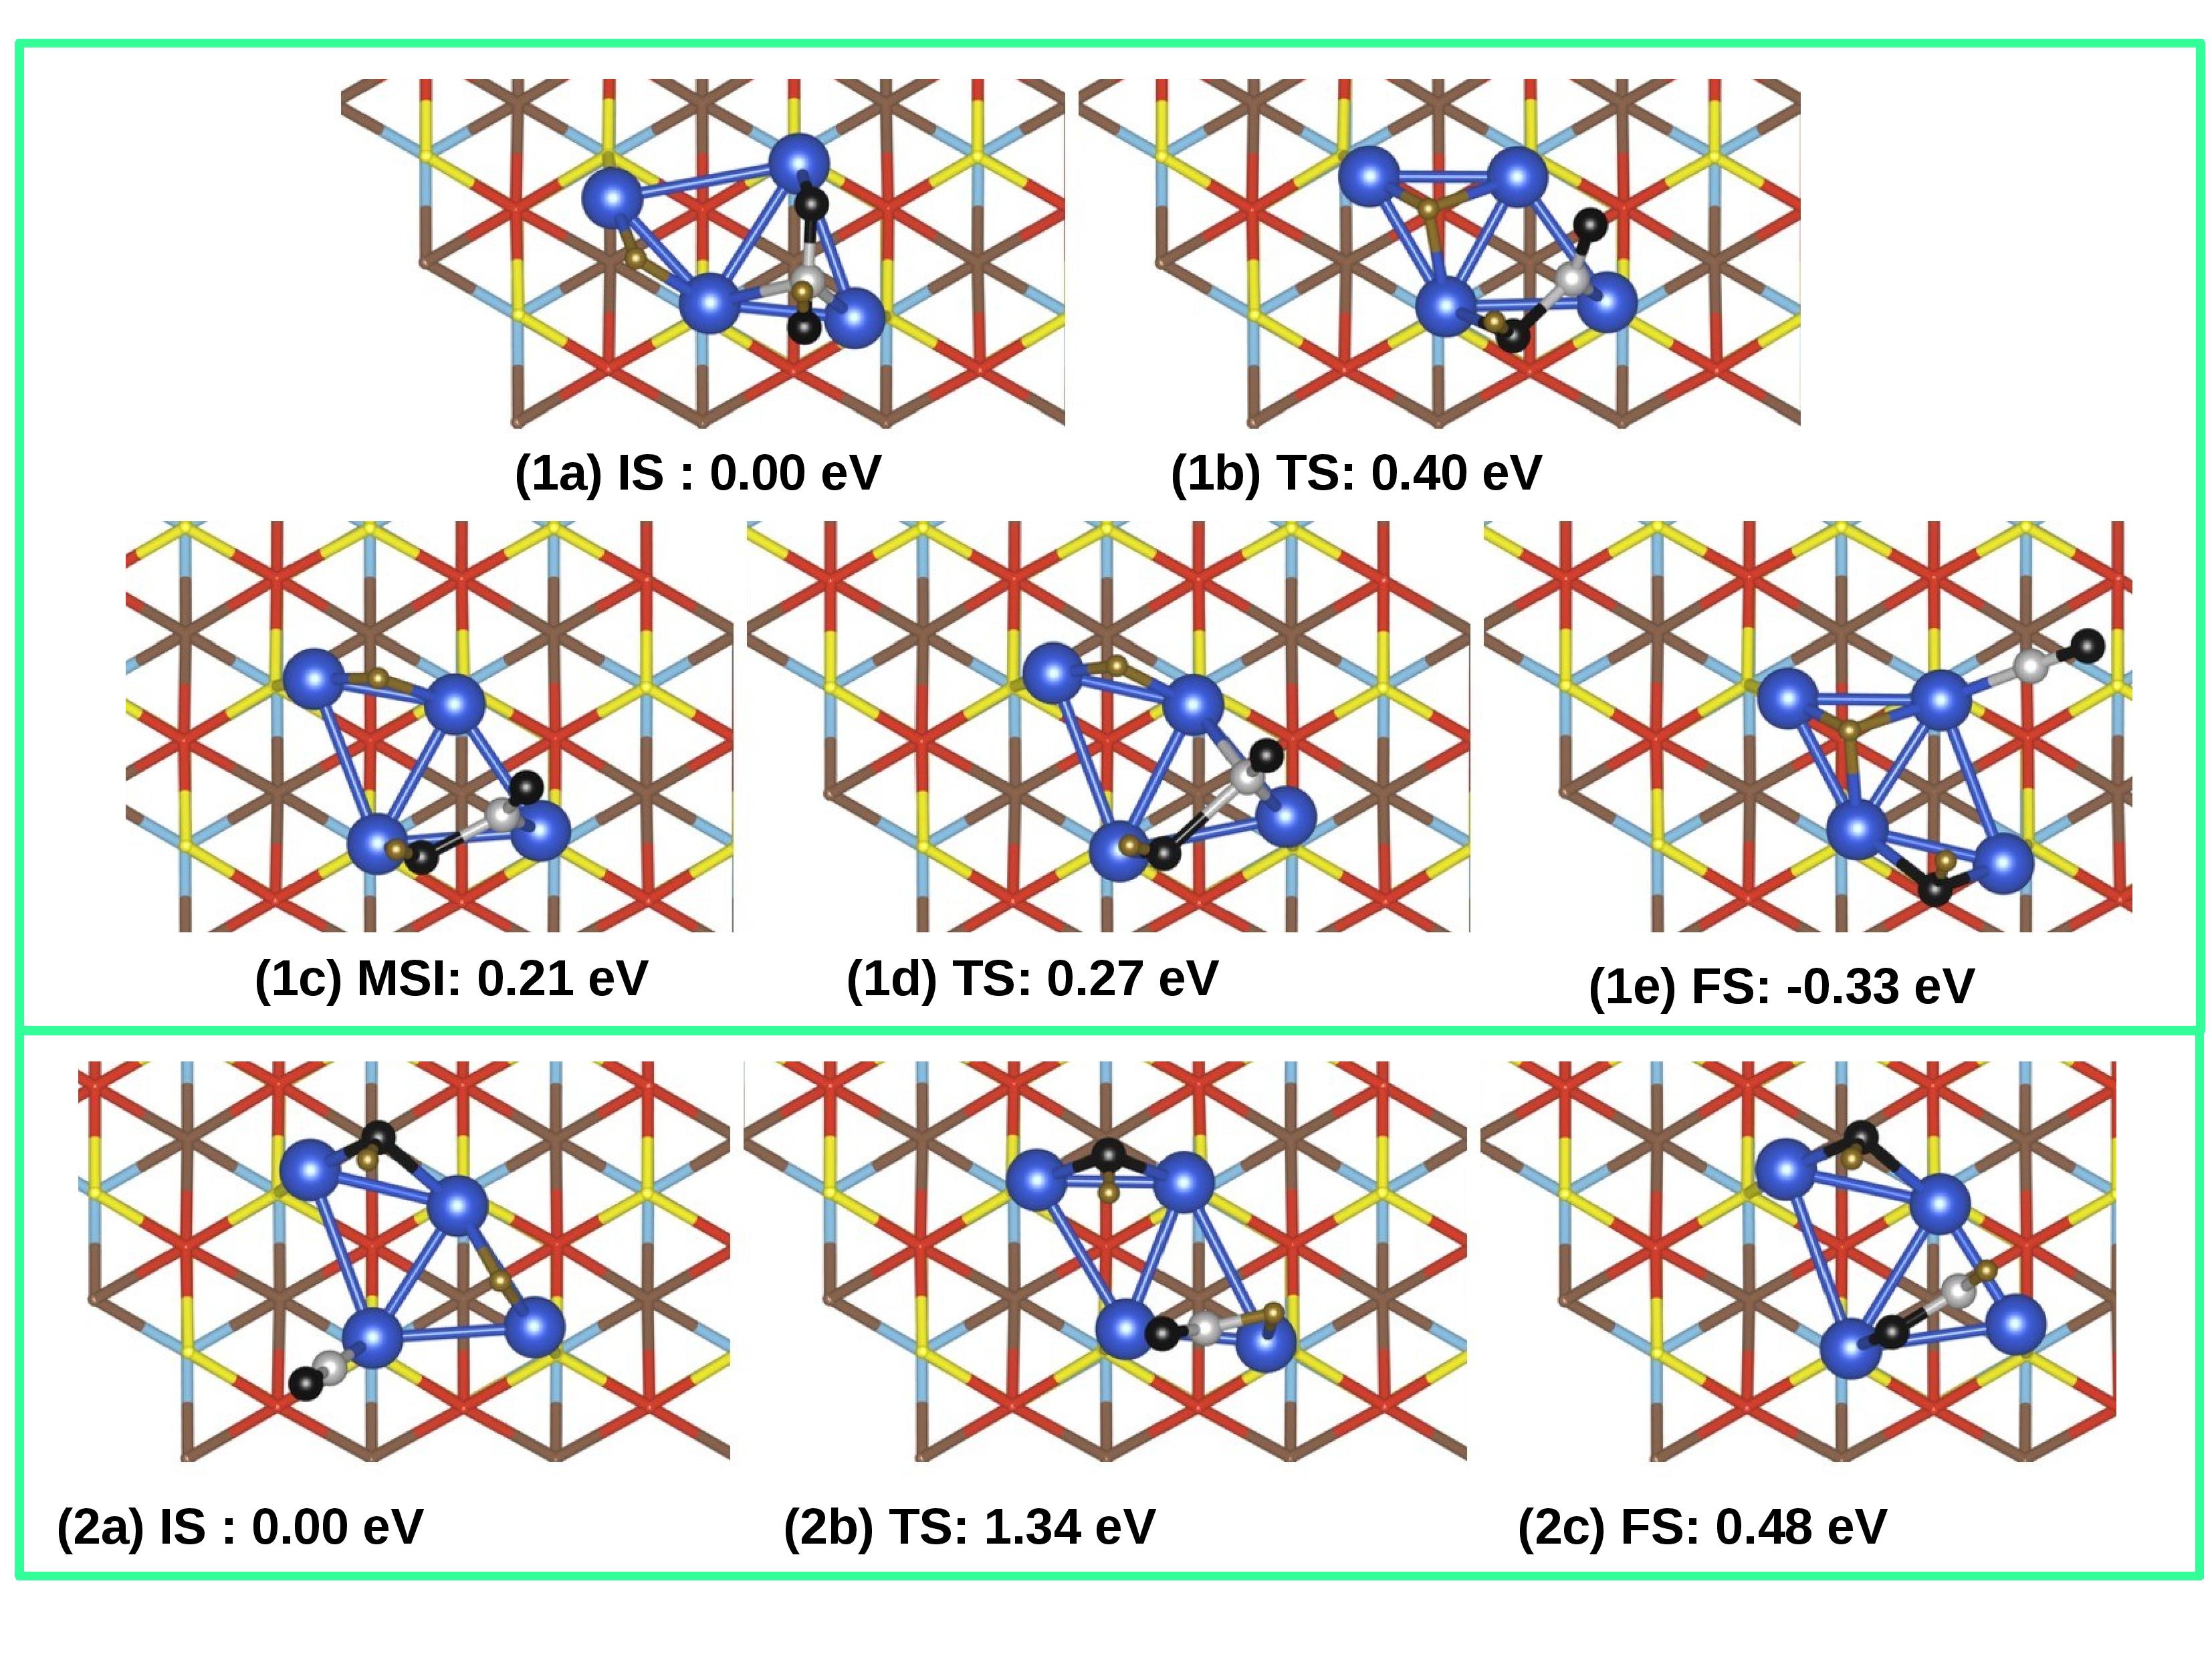 (1a) IS : 0.00 eV
(1b) TS: 0.40 eV
(1c) MSI: 0.21 eV
(1d) TS: 0.27 eV
(1e) FS: -0.33 eV
(2a) IS : 0.00 eV
(2b) TS: 1.34 eV
(2c) FS: 0.48 eV